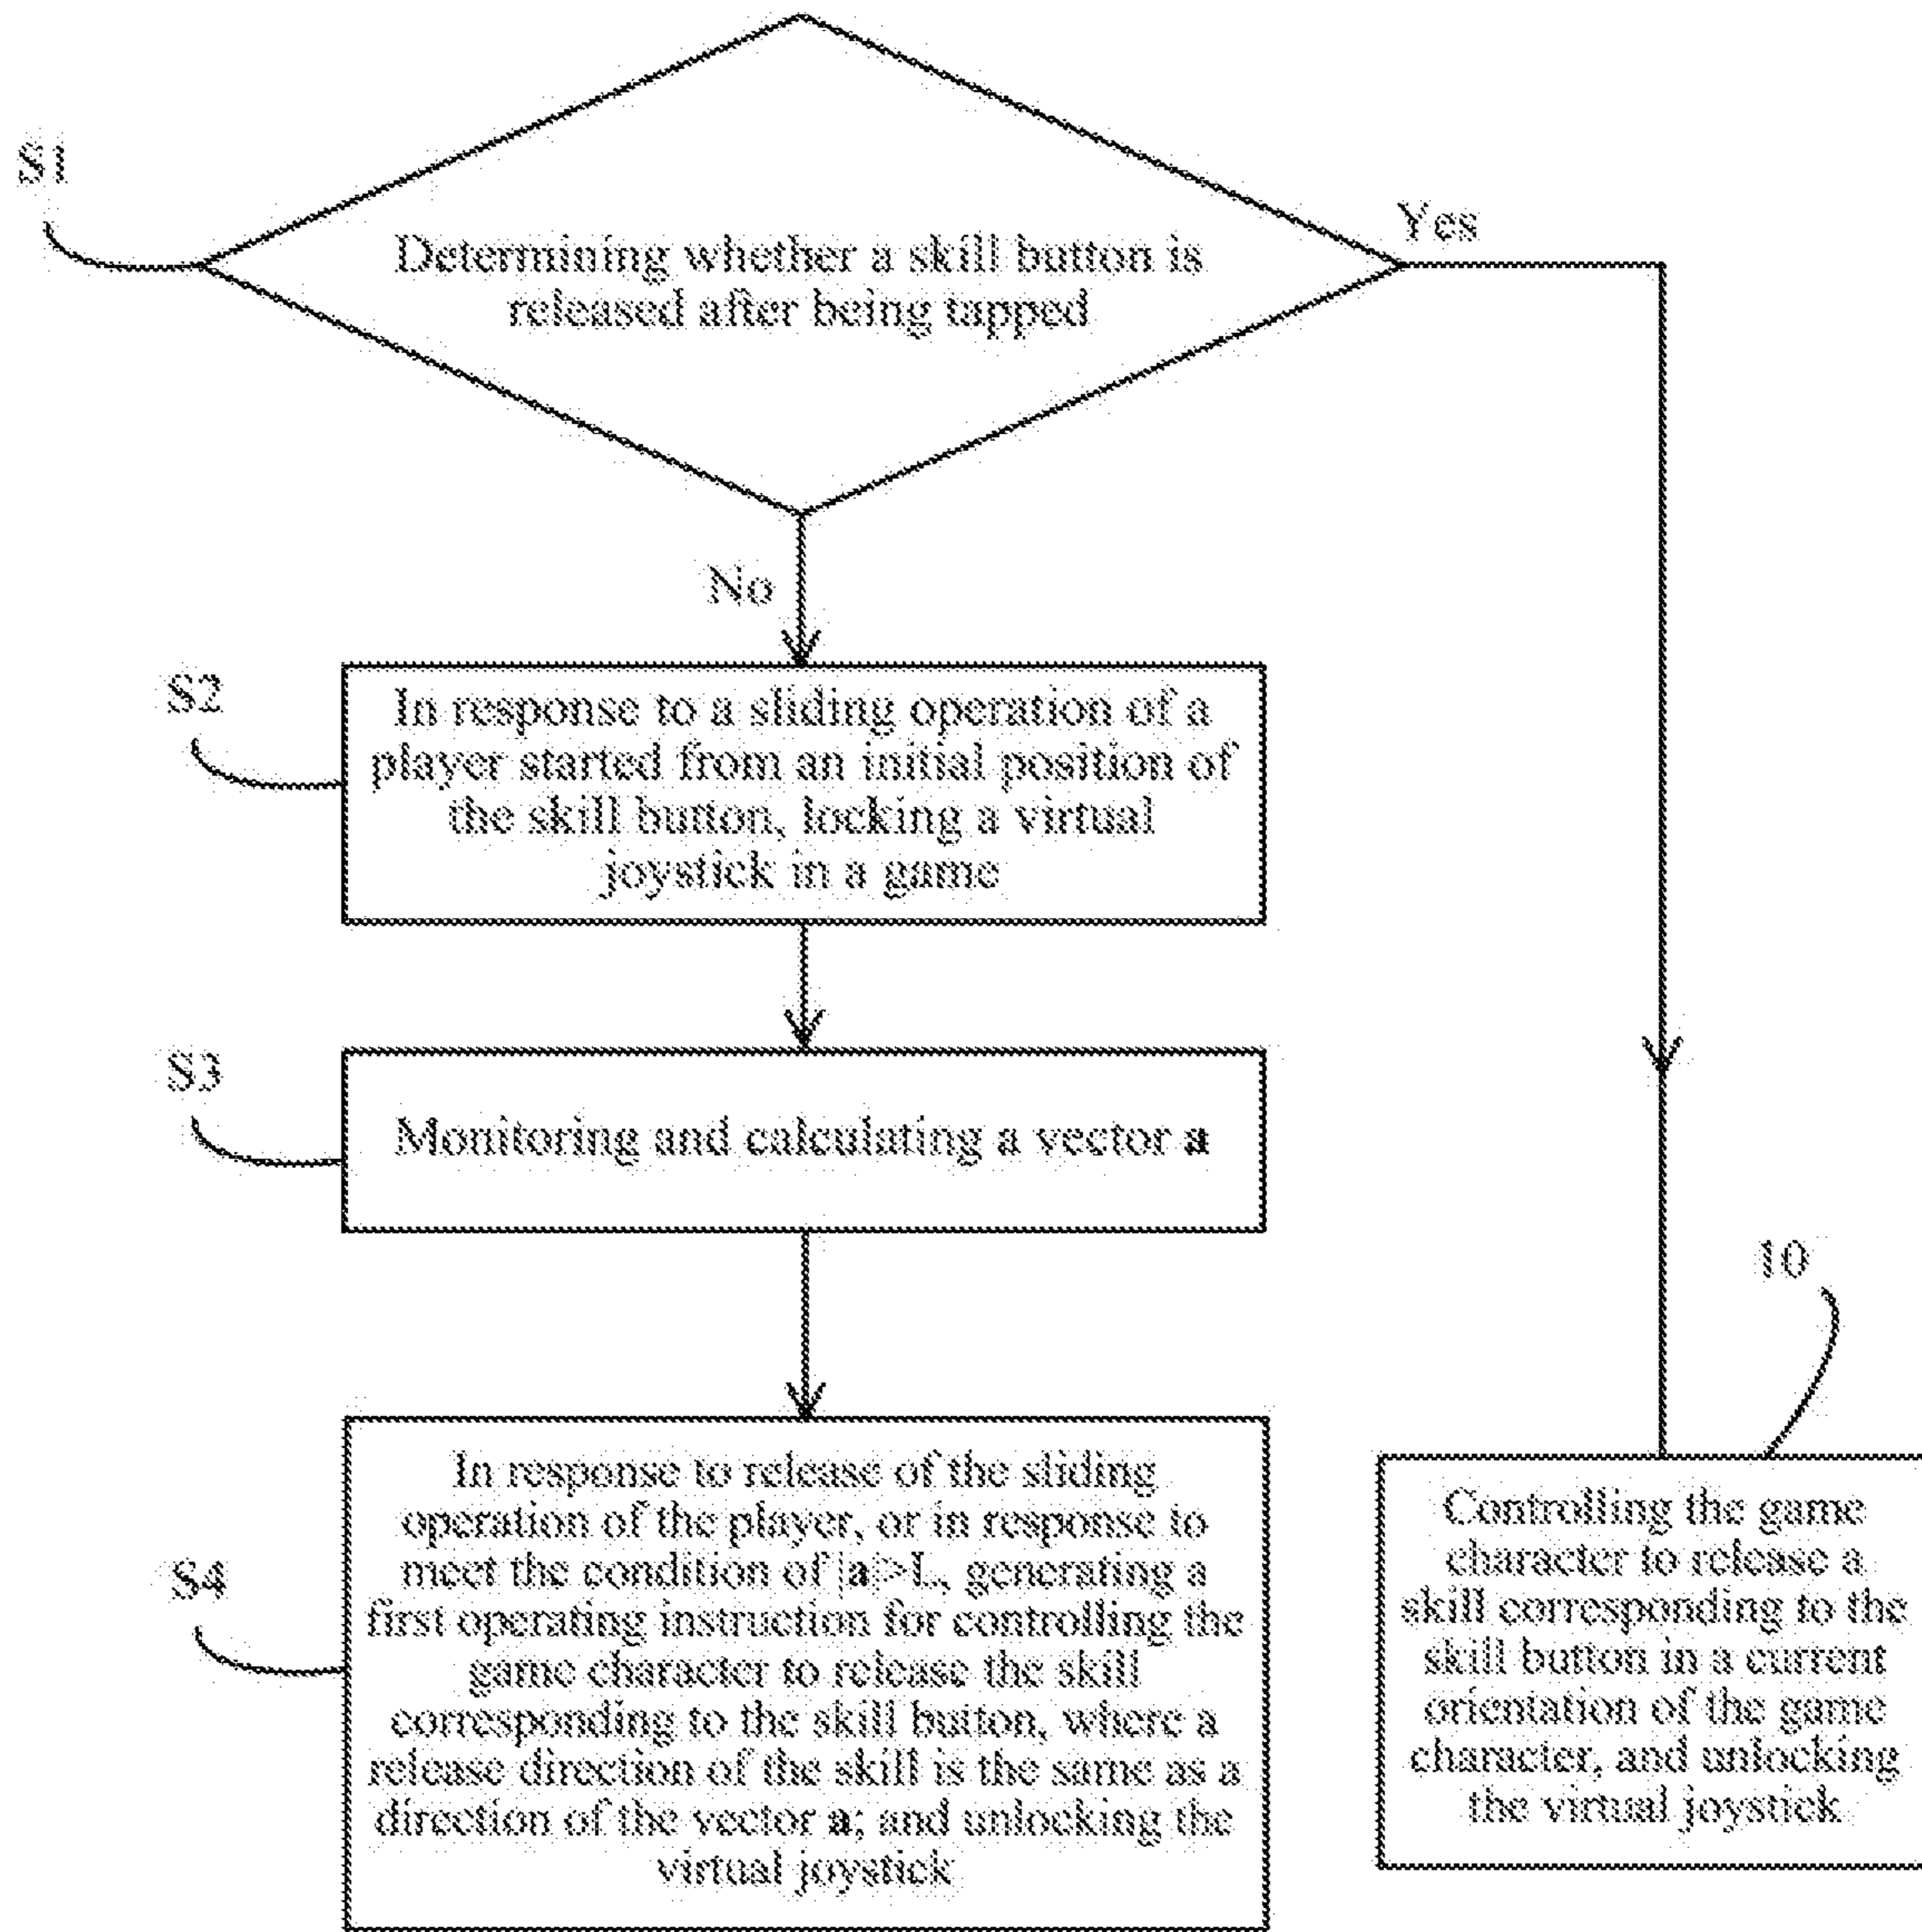 S1
Determining whether a skill button is
released after being tapped
Yes
No
S2
In response to a sliding operation of a
player started from an initial position of
the skill button, locking a virtual
joystick in a game
S3
Monitoring and calculating a vector a
S4
In response to release of the sliding
operation of the player, or in response to
meet the condition of |a|>L, generating a
first operating instruction for controlling the
game character to release the skill
corresponding to the skill button, where a
release direction of the skill is the same as a
direction of the vector a; and unlocking the
virtual joystick
10
Controlling the game
character to release a
skill corresponding to the
skill button in a current
orientation of the game
character, and unlocking
the virtual joystick